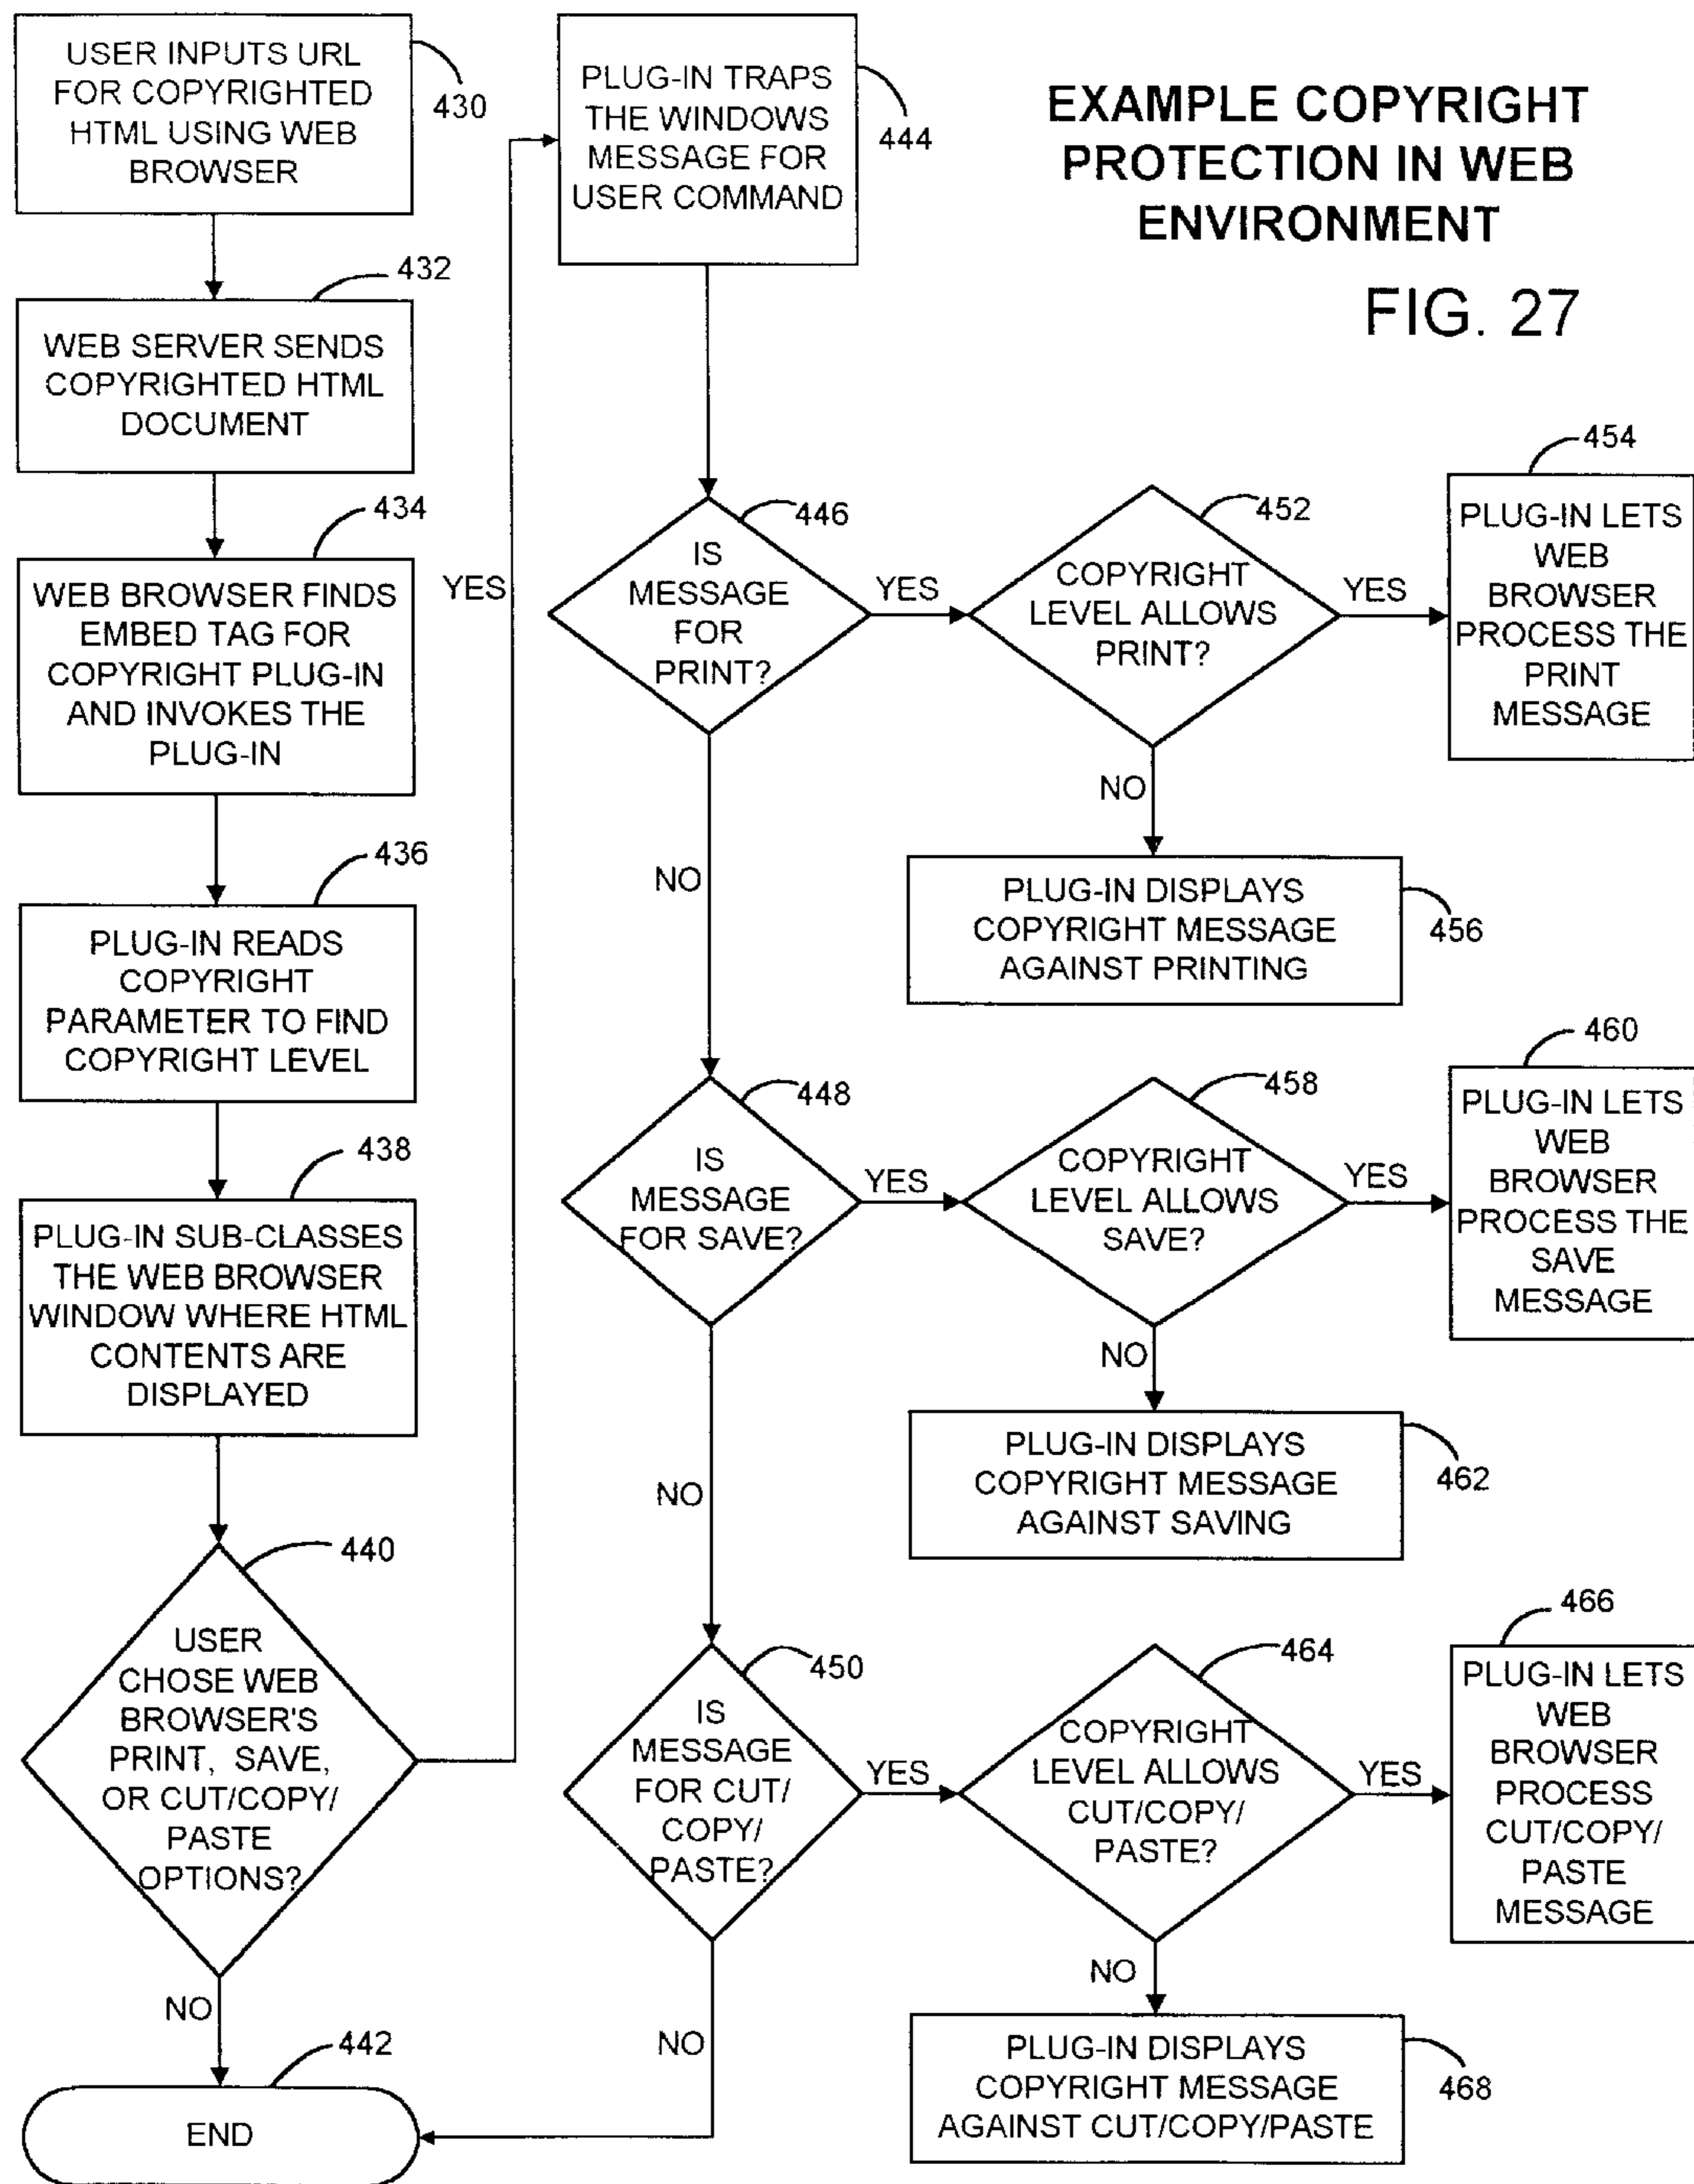 EXAMPLE COPYRIGHT
PROTECTION IN WEB
ENVIRONMENT
FIG. 27
USER INPUTS URL
FOR COPYRIGHTED
HTML USING WEB
BROWSER
430
WEB SERVER SENDS
COPYRIGHTED HTML
DOCUMENT
432
WEB BROWSER FINDS
EMBED TAG FOR
COPYRIGHT PLUG-IN
AND INVOKES THE
PLUG-IN
434
PLUG-IN READS
COPYRIGHT
PARAMETER TO FIND
COPYRIGHT LEVEL
436
PLUG-IN SUB-CLASSES
THE WEB BROWSER
WINDOW WHERE HTML
CONTENTS ARE
DISPLAYED
438
USER
CHOSE WEB
BROWSER'S
PRINT, SAVE,
OR CUT/COPY/
PASTE
OPTIONS?
440
YES
NO
END
442
PLUG-IN TRAPS
THE WINDOWS
MESSAGE FOR
USER COMMAND
444
IS
MESSAGE
FOR
PRINT?
446
YES
NO
COPYRIGHT
LEVEL ALLOWS
PRINT?
452
YES
NO
PLUG-IN LETS
WEB
BROWSER
PROCESS THE
PRINT
MESSAGE
454
PLUG-IN DISPLAYS
COPYRIGHT MESSAGE
AGAINST PRINTING
456
IS
MESSAGE
FOR SAVE?
448
YES
NO
COPYRIGHT
LEVEL ALLOWS
SAVE?
458
YES
NO
PLUG-IN LETS
WEB
BROWSER
PROCESS THE
SAVE
MESSAGE
460
PLUG-IN DISPLAYS
COPYRIGHT MESSAGE
AGAINST SAVING
462
IS
MESSAGE
FOR CUT/
COPY/
PASTE?
450
YES
NO
COPYRIGHT
LEVEL ALLOWS
CUT/COPY/
PASTE?
464
YES
NO
PLUG-IN LETS
WEB
BROWSER
PROCESS
CUT/COPY/
PASTE
MESSAGE
466
PLUG-IN DISPLAYS
COPYRIGHT MESSAGE
AGAINST CUT/COPY/PASTE
468